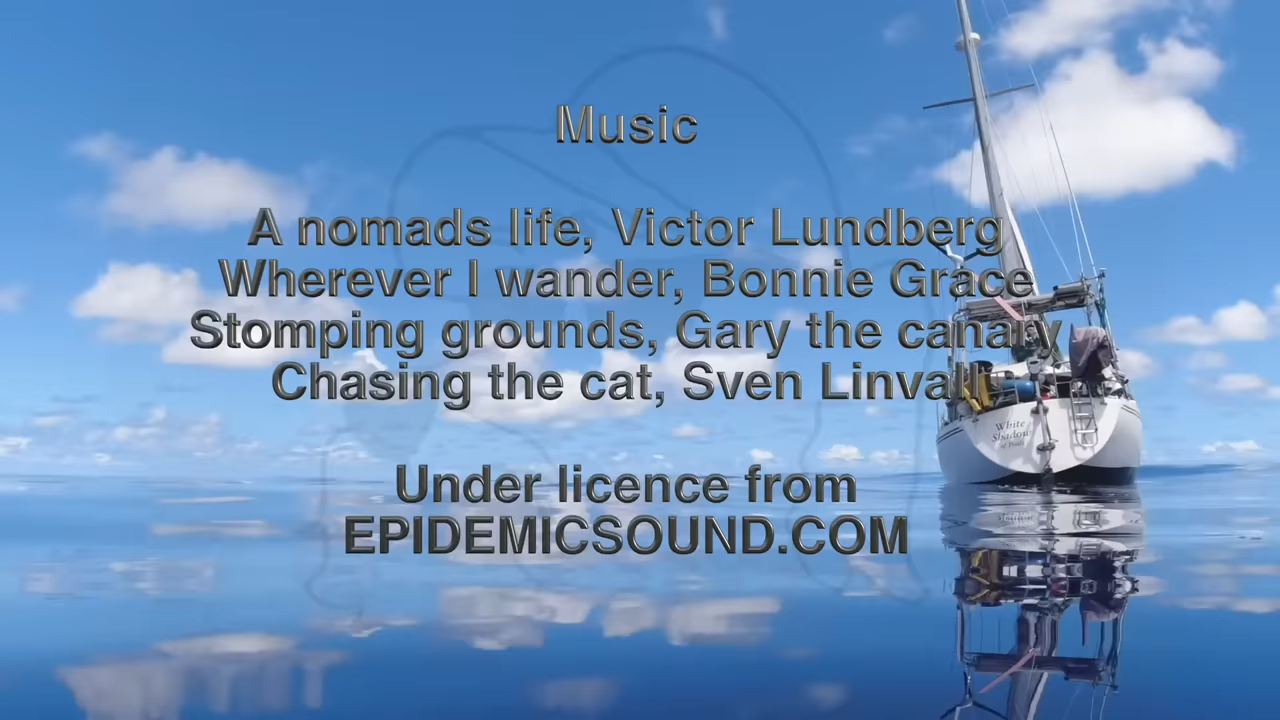 Music
A nomads life, Victor Lundberg
Wherever I wander, Bonnie Grace
Stomping grounds, Gary the canary
Chasing the cat, Sven Linvall
Under licence from
EPIDEMICSOUND.COM
White
Shadow